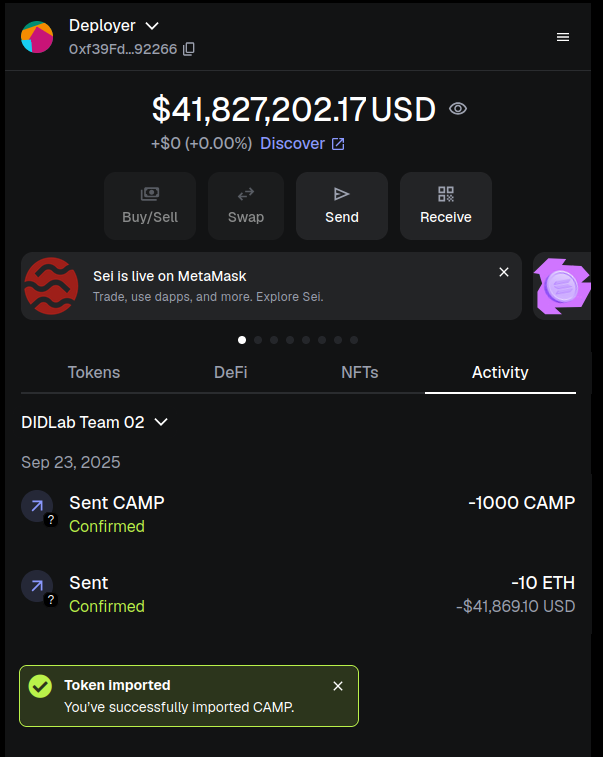 Deployer
0xf39Fd...92266
$41,827,202.17 USD
+$0 (+0.00%) Discover
Buy/Sell
Swap
Send
Receive
Sei is live on MetaMask
Trade, use dapps, and more. Explore Sei.
Tokens
DeFi
NFTs
Activity
DIDLab Team 02
Sep 23, 2025
Sent CAMP
-1000 CAMP
?
Confirmed
Sent
-10 ETH
?
Confirmed
-$41,869.10 USD
Token Imported
You've successfully imported CAMP.